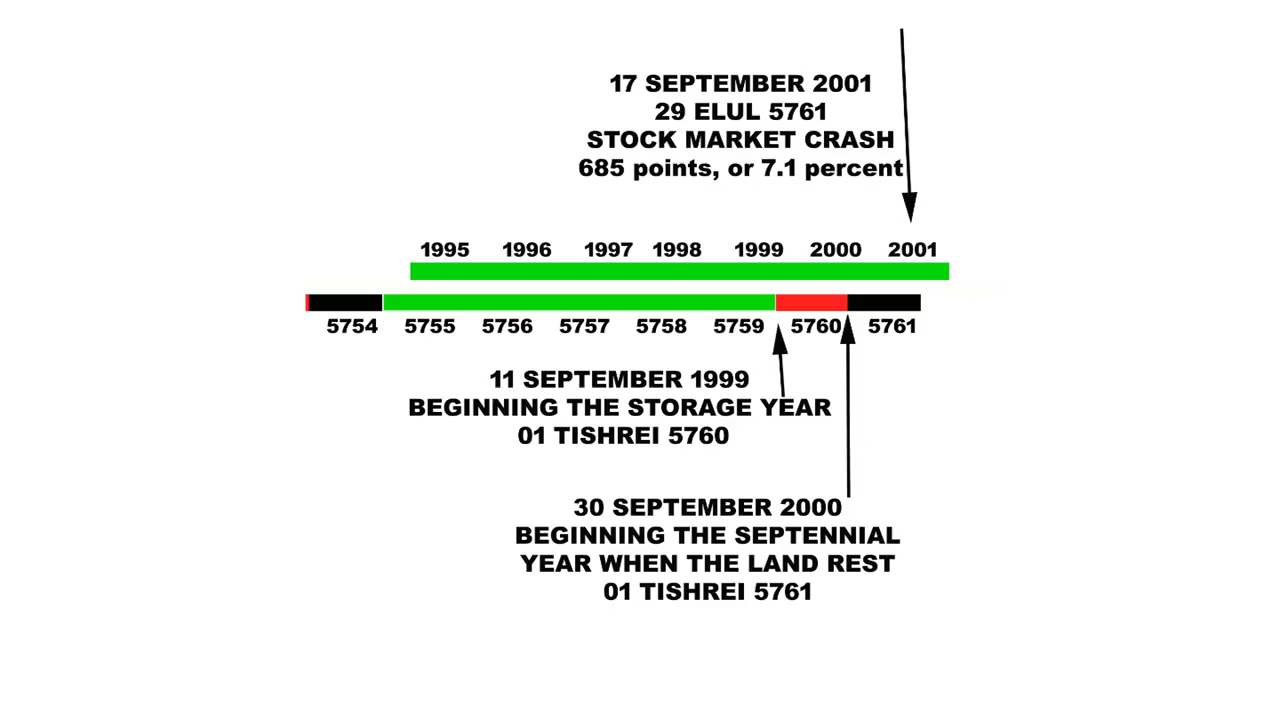 17 SEPTEMBER 2001
29 ELUL 5761
STOCK MARKET CRASH
685 points, or 7.1 percent
1995 1996 1997 1998 1999 2000 2001
5754 5755 5756 5757 5758 5759 5760 5761
11 SEPTEMBER 1999
BEGINNING THE STORAGE YEAR
01 TISHREI 5760
30 SEPTEMBER 2000
BEGINNING THE SEPTENNIAL
YEAR WHEN THE LAND REST
01 TISHREI 5761